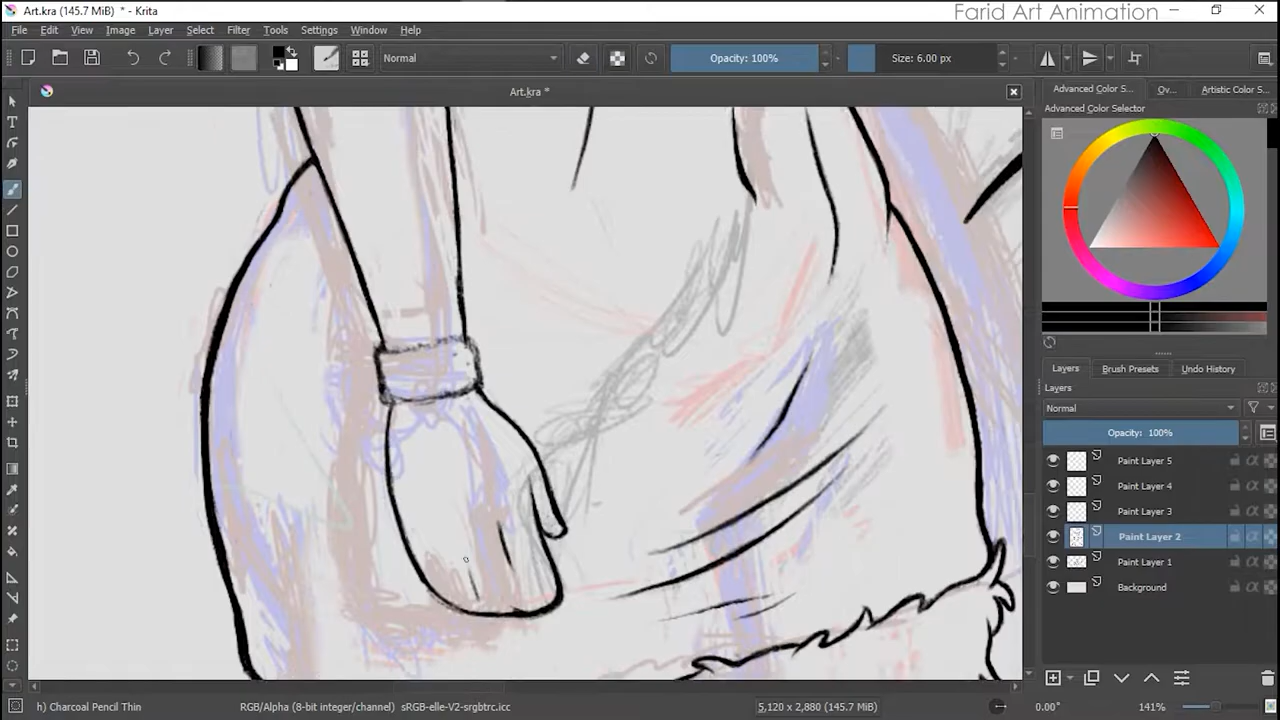 Art.kra (145.7 MiB) * - Krita
Farid Art Animation
File Edit View Image Layer Select Filter Tools Settings Window Help
Normal
Opacity: 100%
Size: 6.00 px
Art.kra *
Advanced Color S...
Ov...
Artistic Color S...
Advanced Color Selector
Layers
Brush Presets
Undo History
Layers
Normal
Opacity: 100%
Paint Layer 5
Paint Layer 4
Paint Layer 3
Paint Layer 2
Paint Layer 1
Background
h) Charcoal Pencil Thin
RGB/Alpha (8-bit integer/channel) sRGB-elle-V2-srgbtrc.icc
5,120 x 2,880 (145.7 MiB)
0.00°
141%